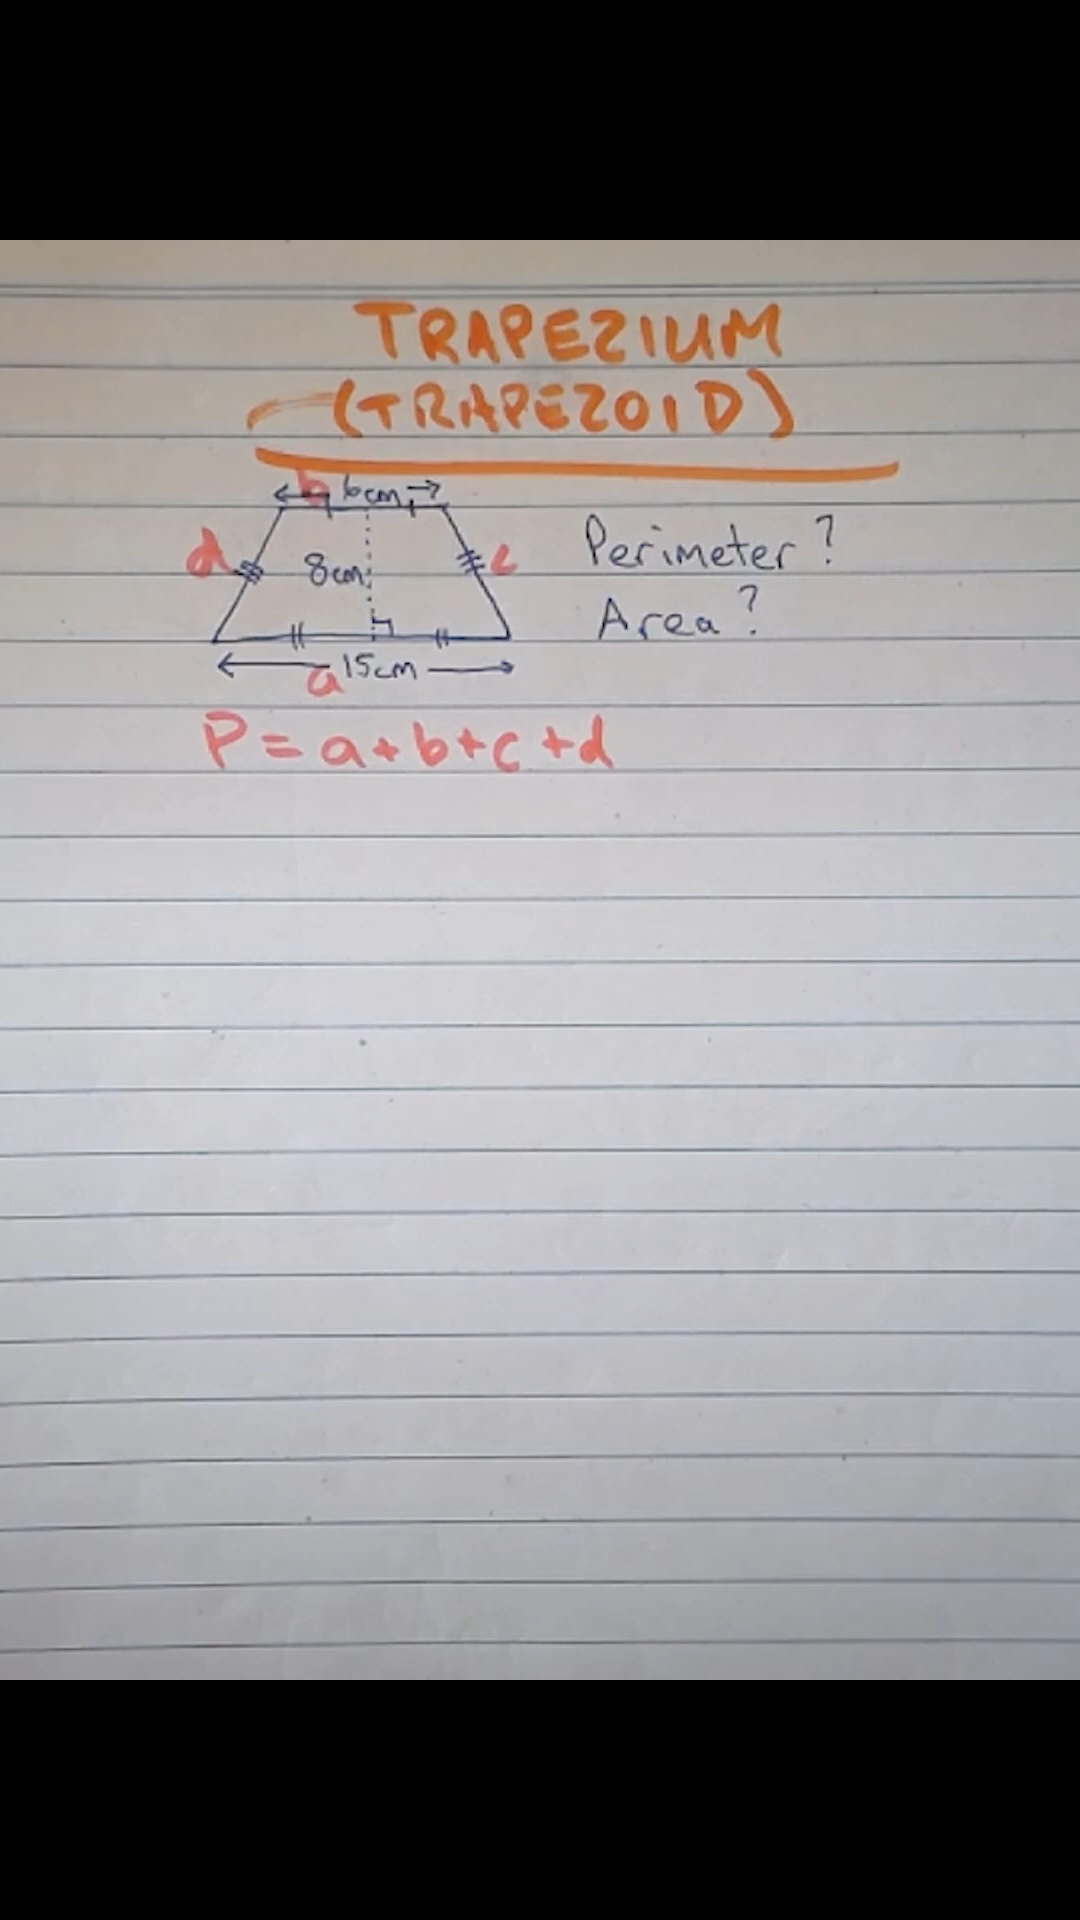 TRAPEZIUM
(TRAPEZOID)
b 6cm
d
8cm
c
Perimeter?
Area?
a 15cm
P = a + b + c + d